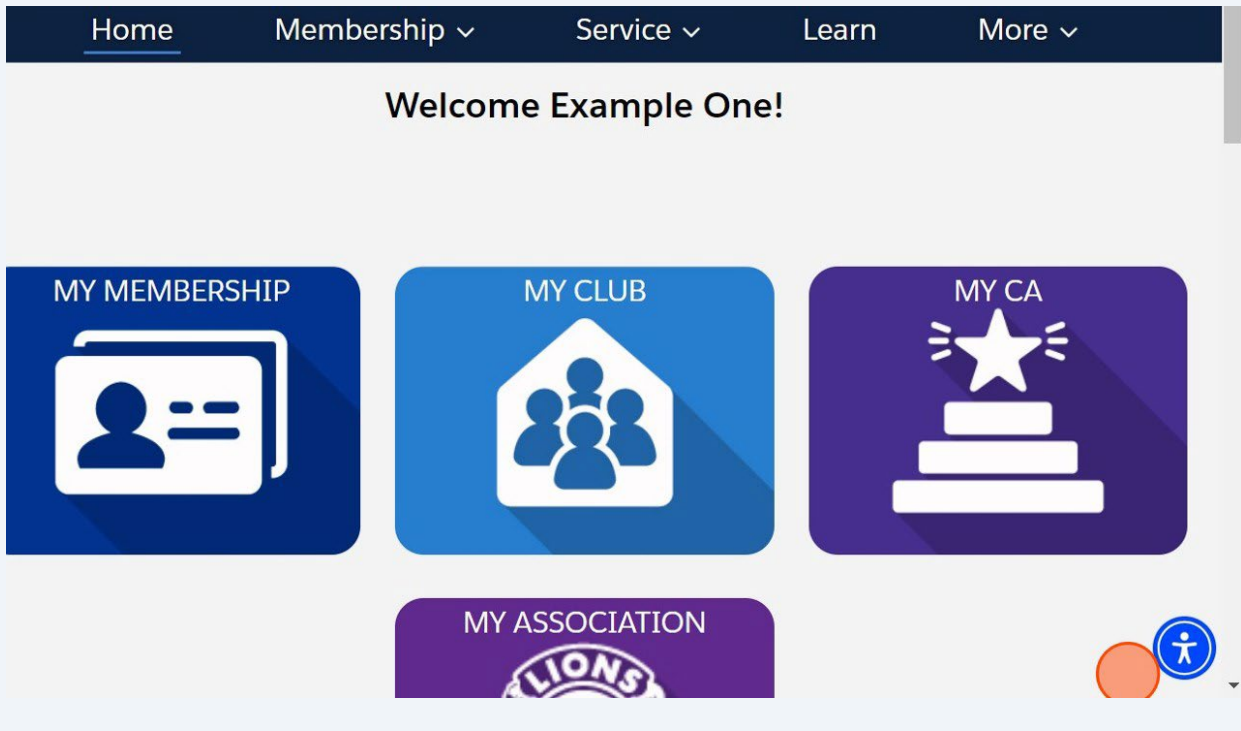 Home Membership Service Learn More
Welcome Example One!
MY MEMBERSHIP MY CLUB MY CA
MY ASSOCIATION
LIONS